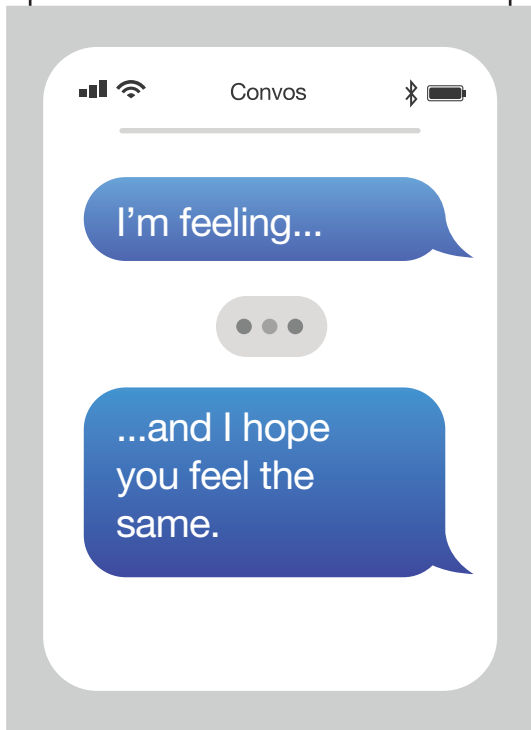 Convos
I’m feeling...
...and I hope
you feel the
same.